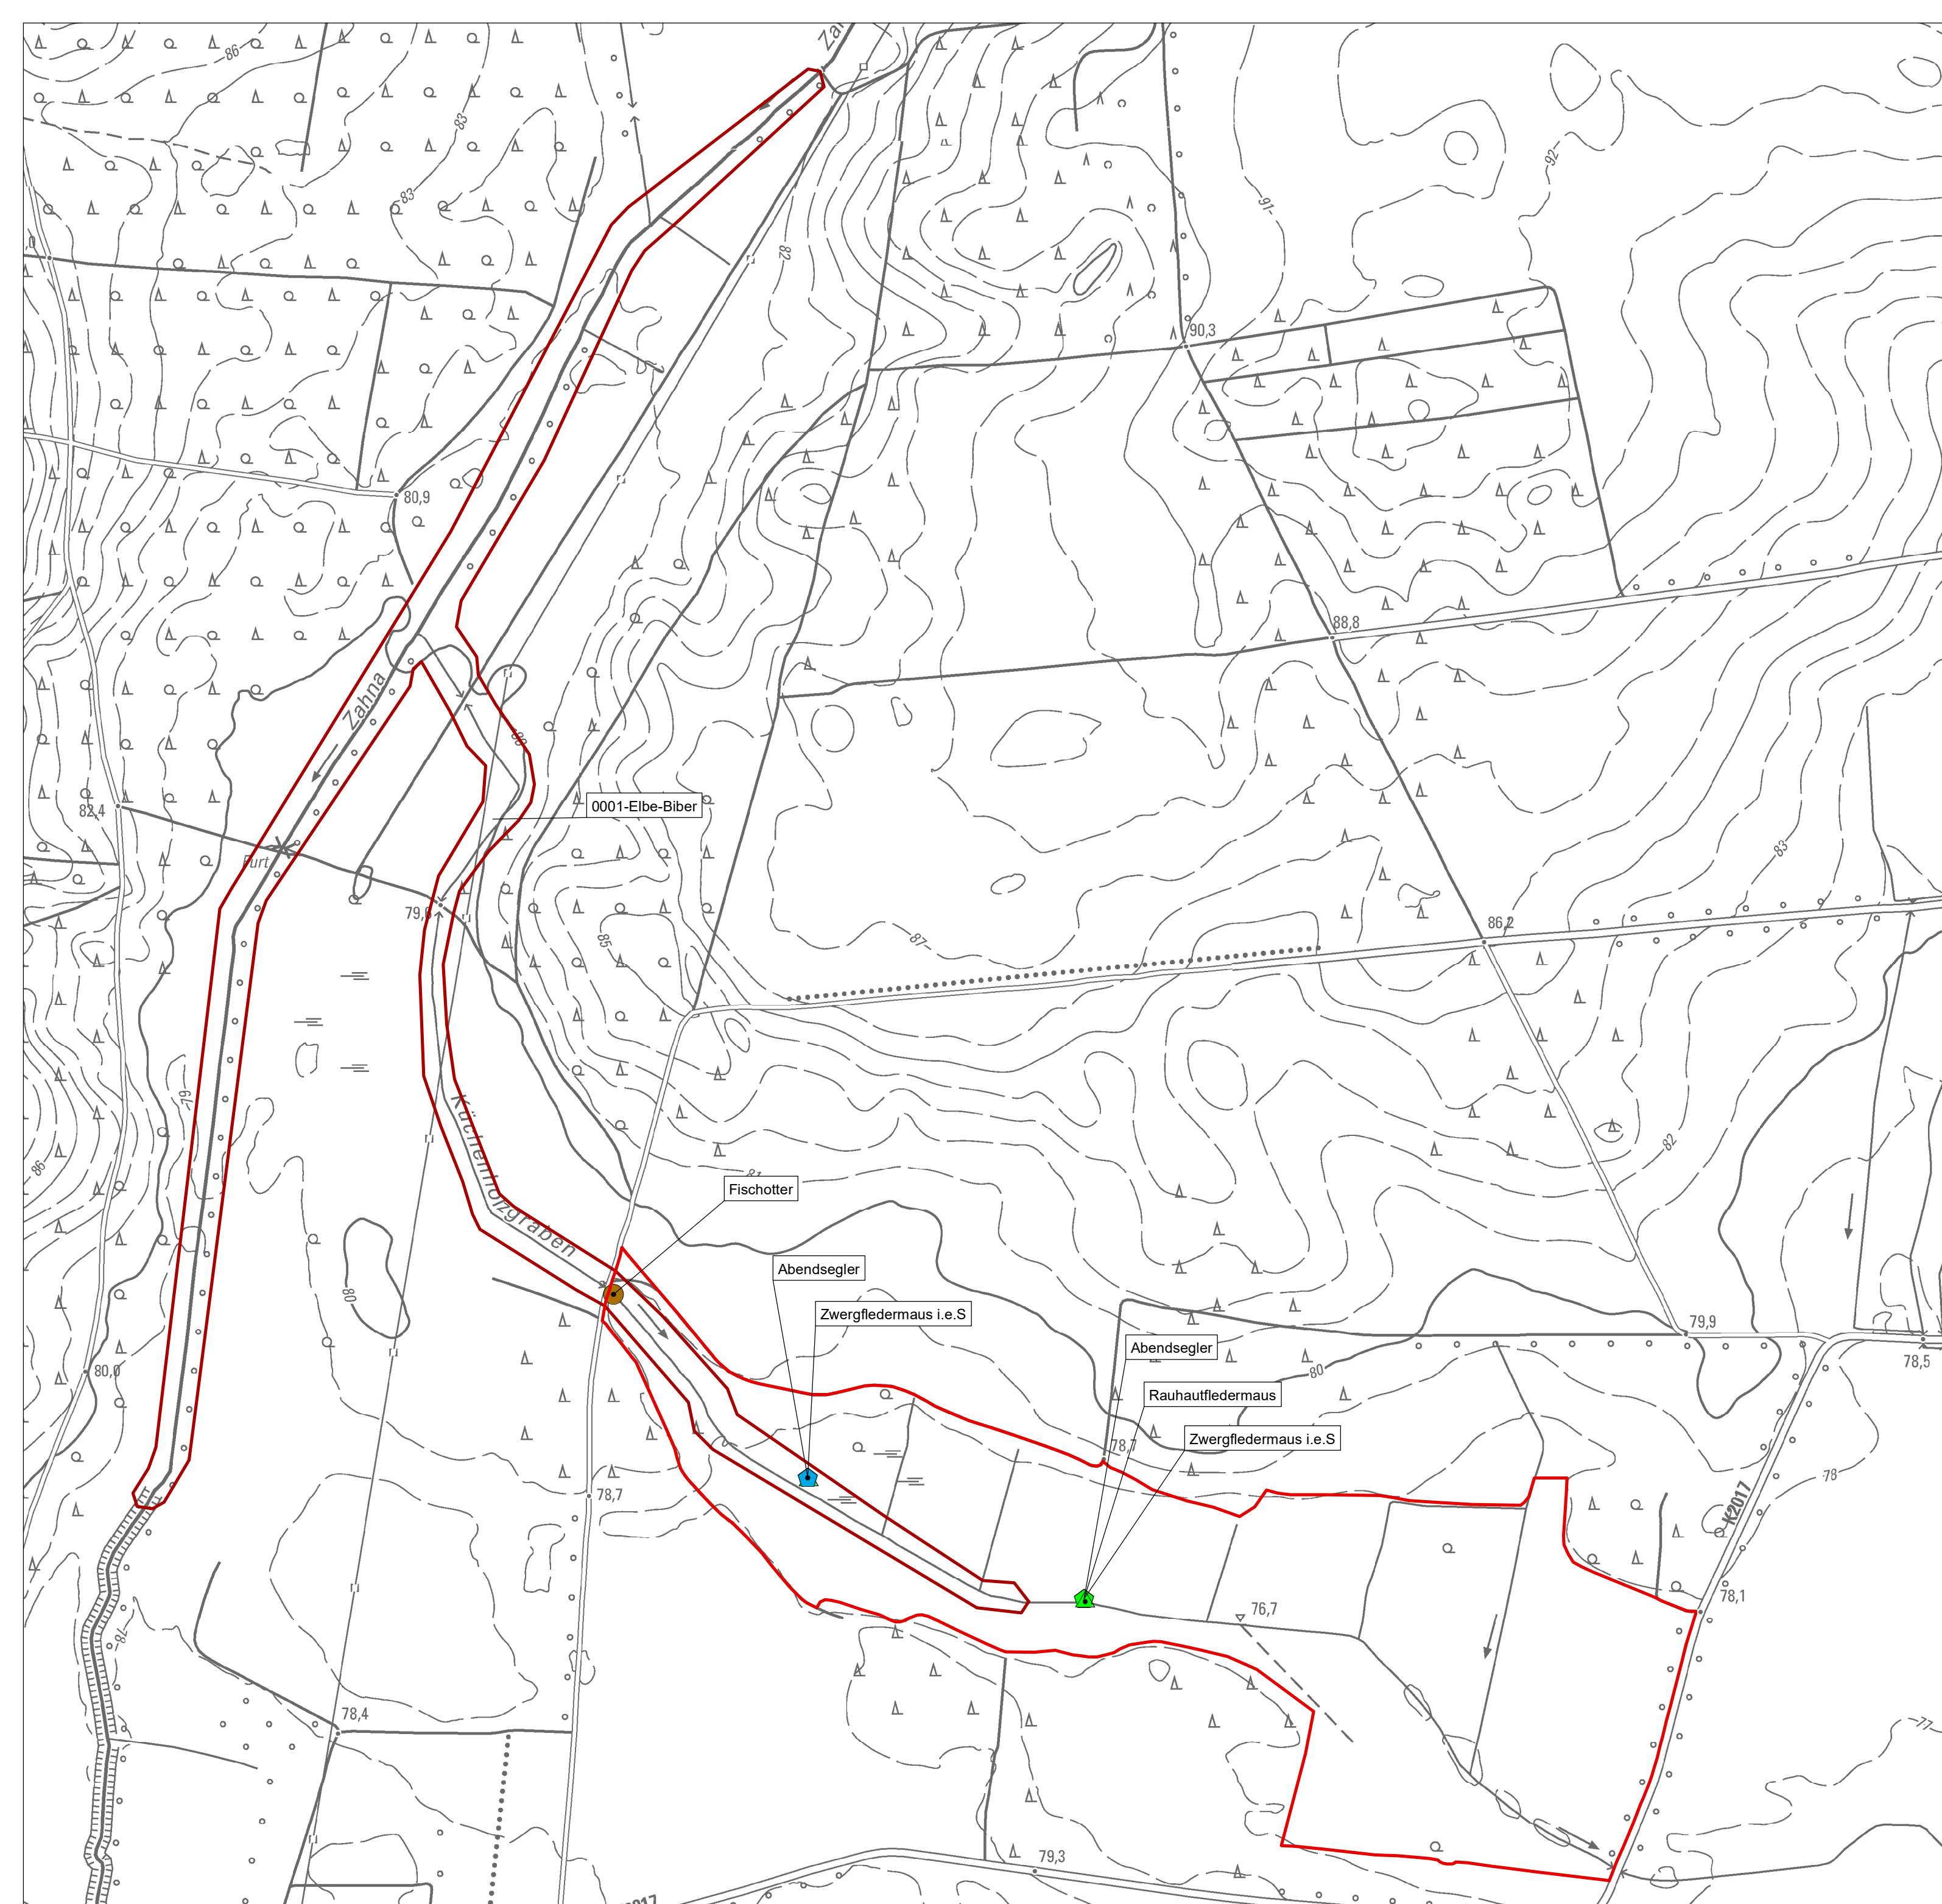 86
83
83
82
92
91
90,3
80,9
88,8
Zahna
80
0001-Elbe-Biber
82,4
Furt
83
86,2
85
87
79
Küchenholzgraben
82
86
Fischotter
Abendsegler
80
Zwergfledermaus i.e.S
79,9
Abendsegler
78,5
80,0
80
Rauhautfledermaus
Zwergfledermaus i.e.S
78,7
78
78,7
K2017
78,1
76,7
78
78,4
77
79,3